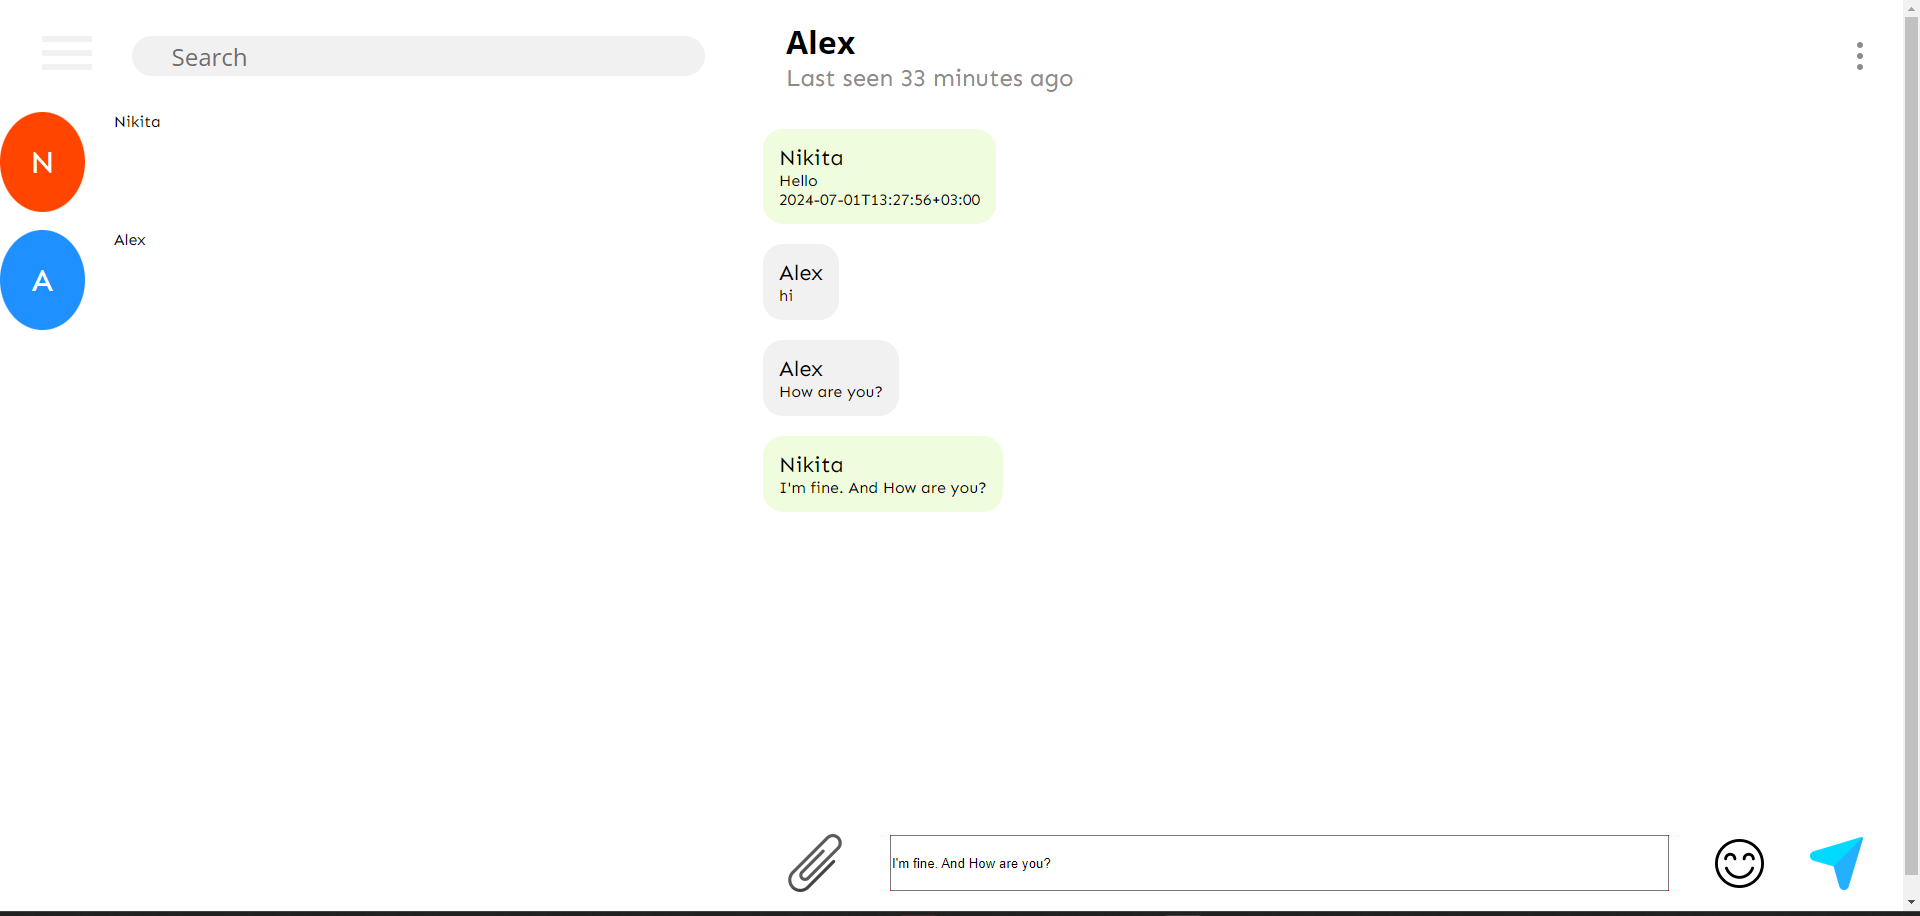 Search
Nikita
N
Alex
A
Alex
Last seen 33 minutes ago
Nikita
Hello
2024-07-01T13:27:56+03:00
Alex
hi
Alex
How are you?
Nikita
I'm fine. And How are you?
I'm fine. And How are you?